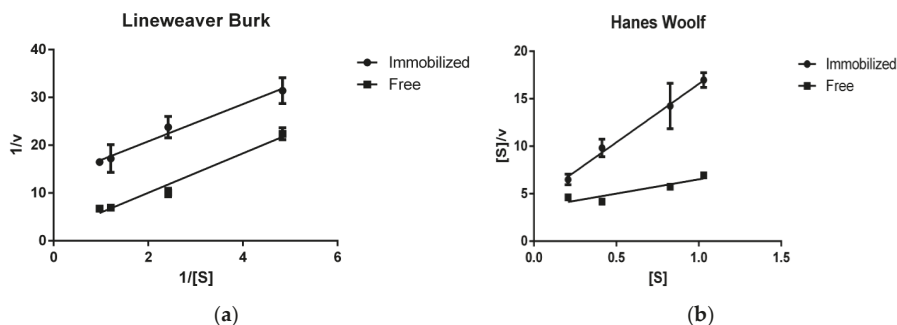 Lineweaver Burk
40
30
20
10
0
1/v
0
2
4
6
1/[S]
Immobilized
Free
(a)
Hanes Woolf
20
15
10
5
0
[S]/v
0.0
0.5
1.0
1.5
[S]
Immobilized
Free
(b)